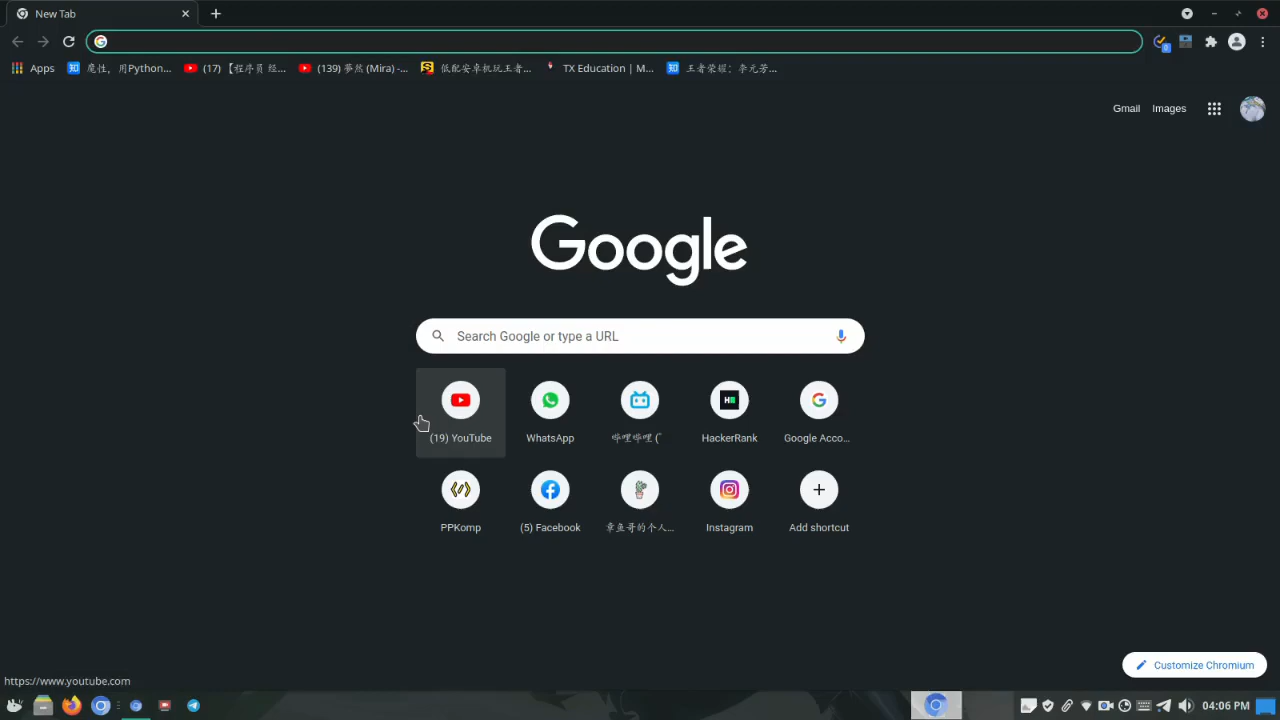 New Tab
Apps
魔性，用Python...
(17) 【程序员 经...
(139) 夢然 (Mira) -...
低配安卓机玩王者...
TX Education | M...
王者荣耀：李元芳...
Gmail
Images
Google
Search Google or type a URL
(19) YouTube
WhatsApp
哔哩哔哩 (゜
HackerRank
Google Acco...
PPKomp
(5) Facebook
章鱼哥的个人...
Instagram
Add shortcut
Customize Chromium
https://www.youtube.com
04:06 PM